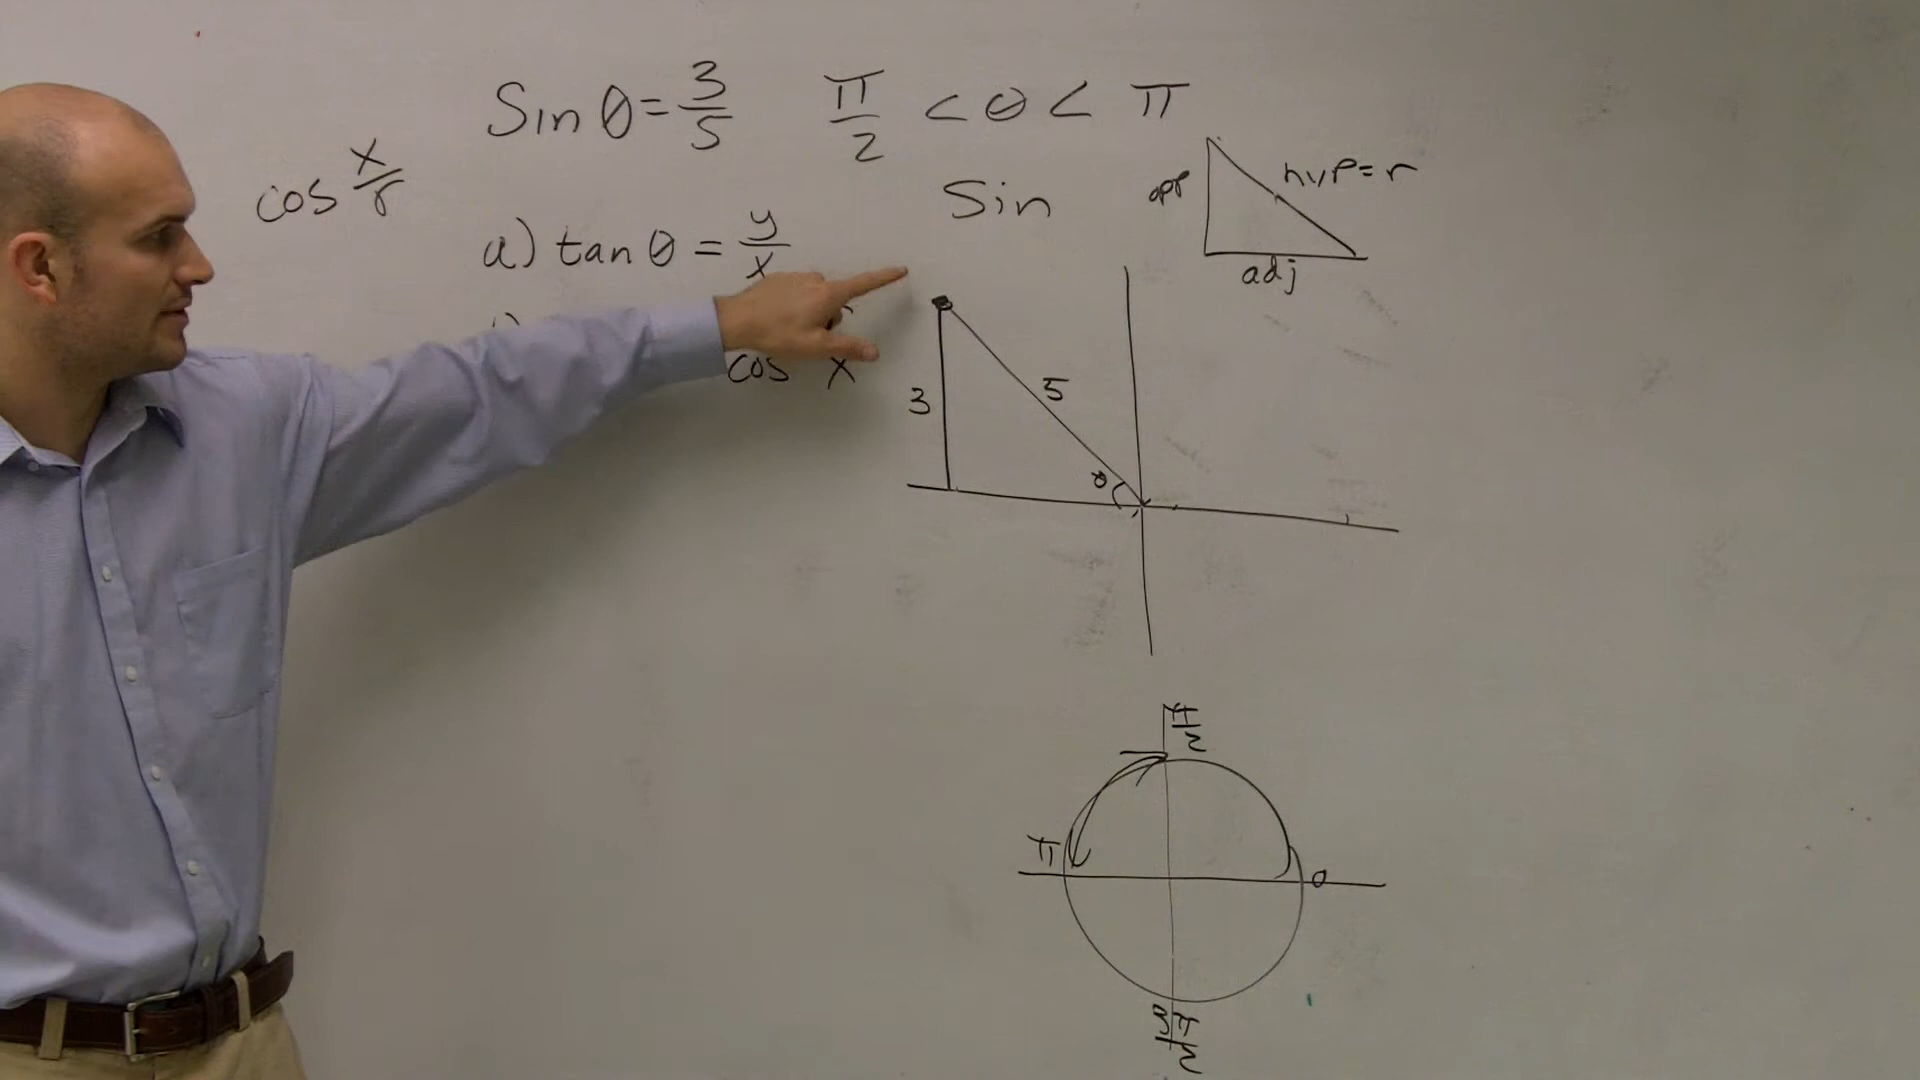 Sin θ = 3/5 π/2 < θ < π
cos x/r
Sin
opp
hyp = r
adj
a) tan θ = y/x
cos x
3
5
θ
π/2
π
0
3π/2